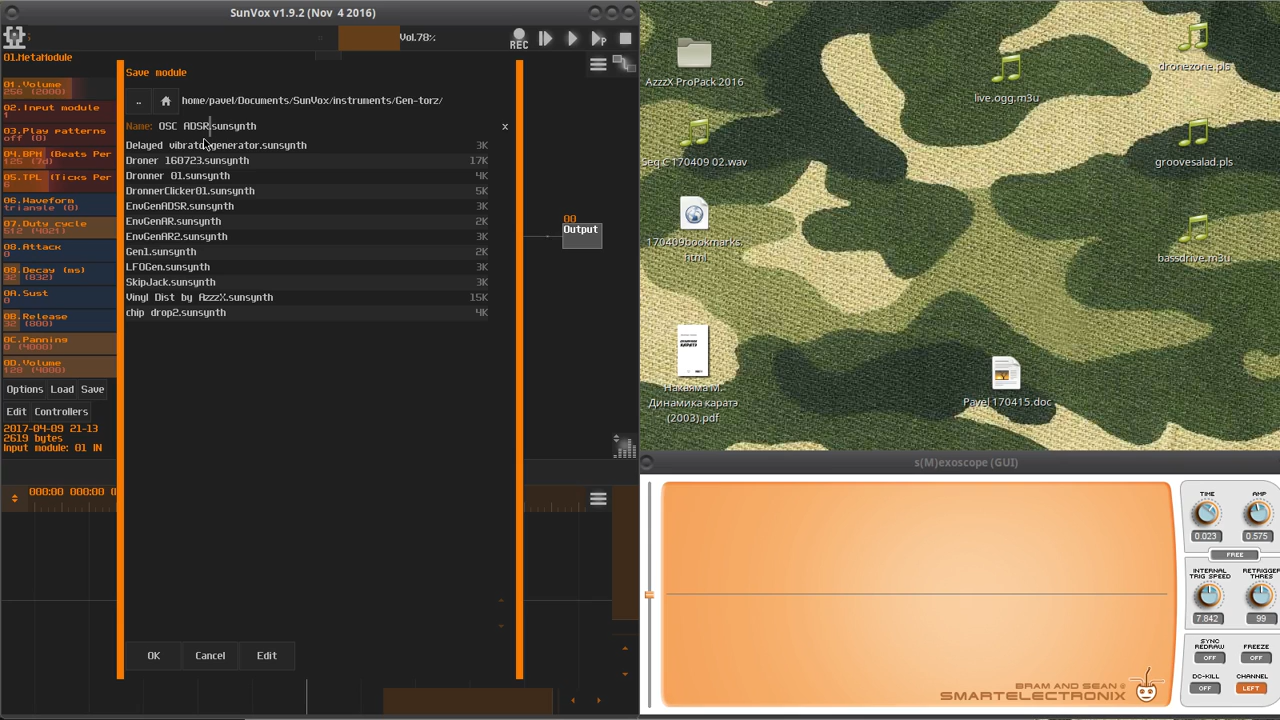 SunVox v1.9.2 (Nov 4 2016)
Vol.78%
REC
01.MetaModule
01.Volume
256 (2000)
02.Input module
1
03.Play patterns
off (0)
04.BPM (Beats Per
125 (7d)
05.TPL (Ticks Per
6
06.Waveform
triangle (0)
07.Duty cycle
512 (4021)
08.Attack
0
09.Decay (ms)
32 (832)
0A.Sust
0
0B.Release
32 (800)
0C.Panning
0 (4000)
0D.Volume
128 (4000)
Options Load Save
Edit Controllers
2017-04-09 21-13
2619 bytes
input module: 01 IN
000:00 000:00
Save module
.. home/pavel/Documents/SunVox/instruments/Gen-torz/
Name: OSC ADSR.sunsynth x
Delayed vibrato generator.sunsynth 3K
Droner 160723.sunsynth 17K
Dronner 01.sunsynth 4K
DronnerClicker01.sunsynth 5K
EnvGenADSR.sunsynth 3K
EnvGenAR.sunsynth 2K
EnvGenAR2.sunsynth 3K
Gen1.sunsynth 2K
LFOGen.sunsynth 3K
SkipJack.sunsynth 3K
Vinyl Dist by AzzzX.sunsynth 15K
chip drop2.sunsynth 4K
OK Cancel Edit
00
Output
AzzzX ProPack 2016
live.ogg.m3u
dronezone.pls
Seq C 170409 02.wav
groovesalad.pls
170409bookmarks.
html
bassdrive.m3u
Накаяма М.
Динамика каратэ
(2003).pdf
Pavel 170415.doc
s(M)exoscope (GUI)
TIME AMP
0.023 0.575
FREE
INTERNAL
TRIG SPEED
RETRIGGER
THRES
7.842 99
SYNC
REDRAW
FREEZE
OFF OFF
DC-KILL CHANNEL
OFF LEFT
BRAM AND SEAN @
SMARTELECTRONIX